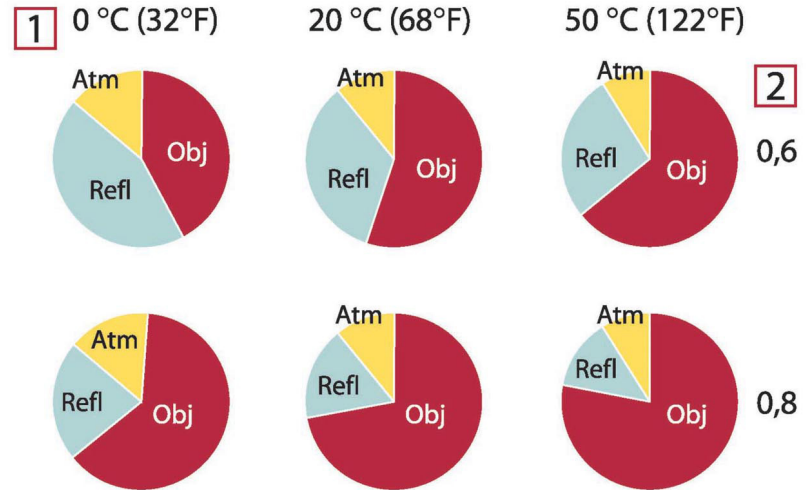 1 0 °C (32°F) 20 °C (68°F) 50 °C (122°F)
2
Atm Obj Refl
Atm Obj Refl
Atm Obj Refl
0,6
Atm Obj Refl
Atm Obj Refl
Atm Obj Refl
0,8